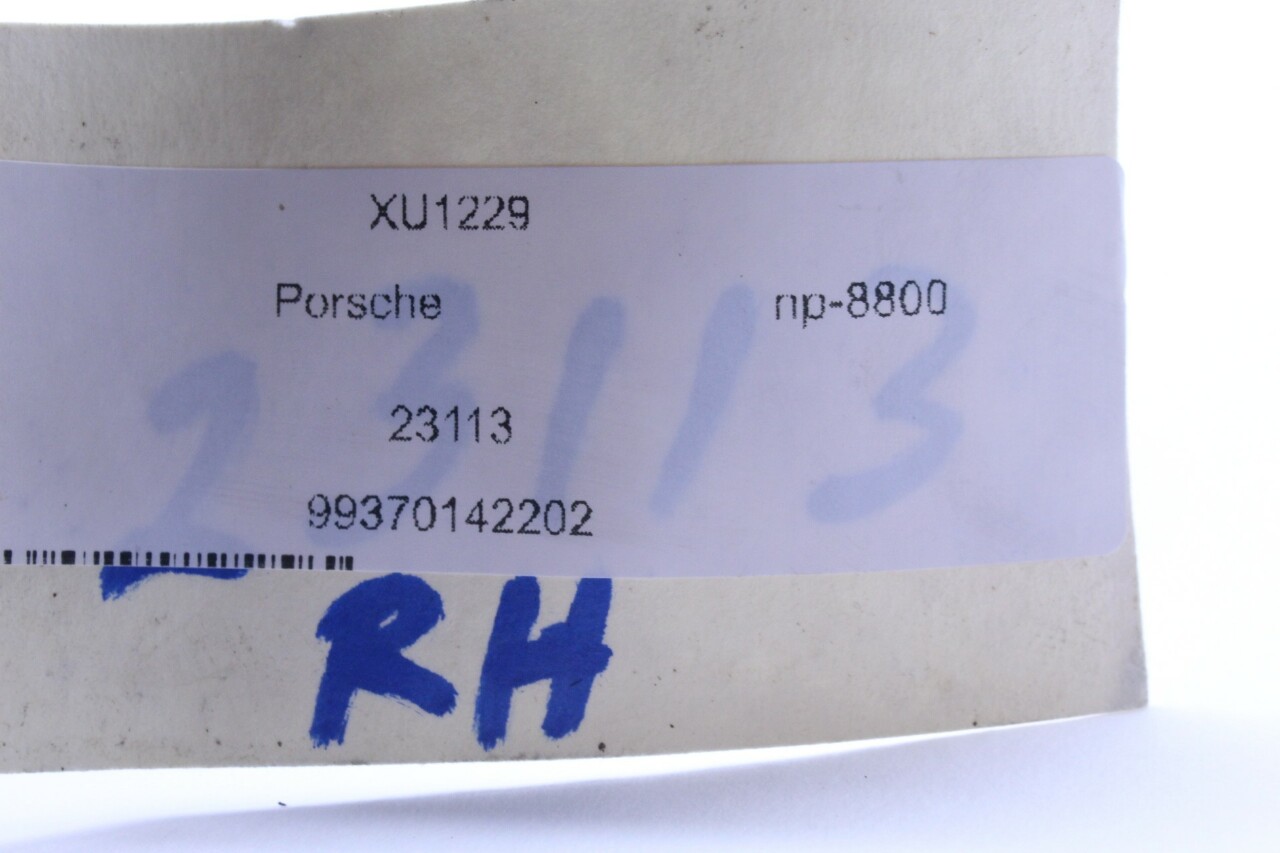 XU1229
Porsche np-8800
23113
23113
99370142202
RH